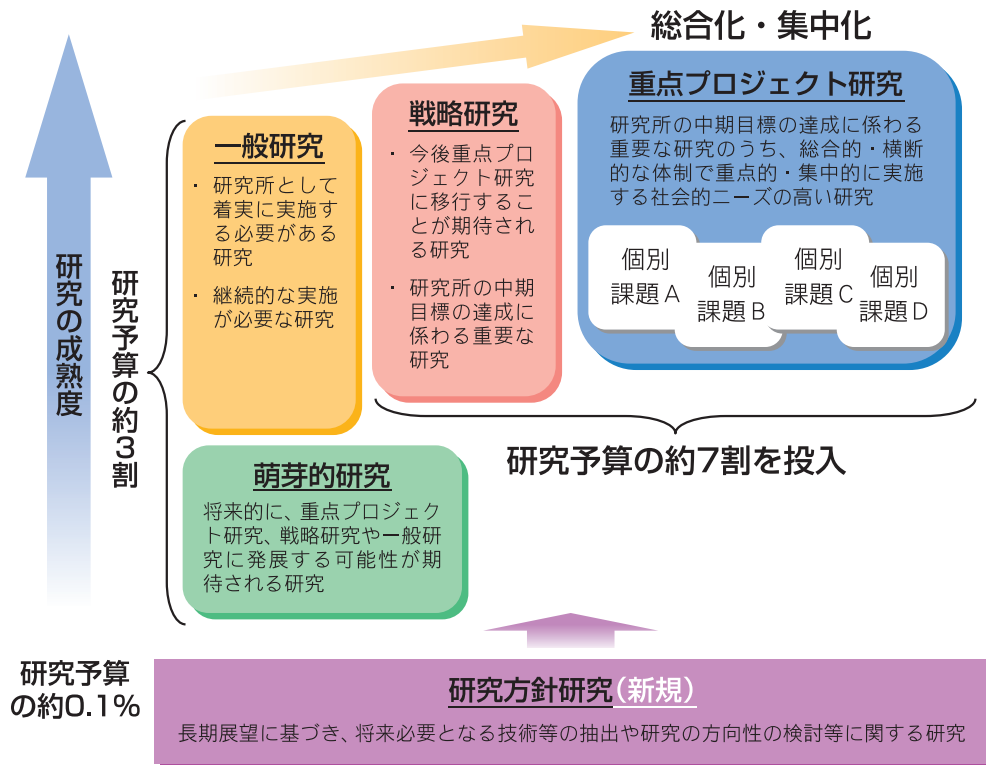 総合化・集中化
重点プロジェクト研究
研究所の中期目標の達成に係わる
重要な研究のうち、総合的・横断
的な体制で重点的・集中的に実施
する社会的ニーズの高い研究
個別
課題A
個別
課題B
個別
課題C
個別
課題D
戦略研究
・ 今後重点プロ
ジェクト研究
に移行するこ
とが期待され
る研究
・ 研究所の中期
目標の達成に
係わる重要な
研究
一般研究
・ 研究所として
着実に実施す
る必要がある
研究
・ 継続的な実施
が必要な研究
研究の成熟度
研究予算の約3割
研究予算の約7割を投入
萌芽的研究
将来的に、重点プロジェク
ト研究、戦略研究や一般研
究に発展する可能性が期
待される研究
研究予算
の約0.1%
研究方針研究(新規)
長期展望に基づき、将来必要となる技術等の抽出や研究の方向性の検討等に関する研究